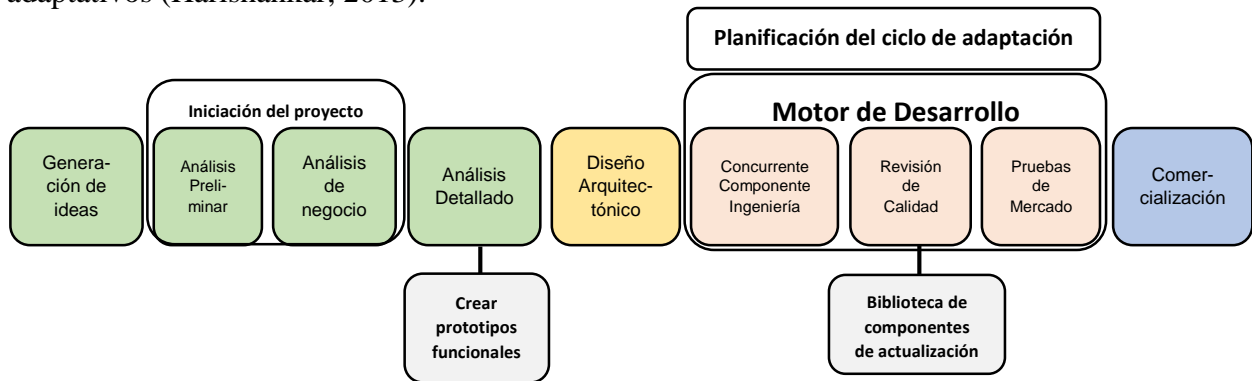 adaptativos (Harishankar, 2013).
Planificación del ciclo de adaptación
Iniciación del proyecto
Motor de Desarrollo
Genera-
ción de
ideas
Análisis
Preli-
minar
Análisis
de
negocio
Análisis
Detallado
Diseño
Arquitec-
tónico
Concurrente
Componente
Ingeniería
Revisión
de
Calidad
Pruebas
de
Mercado
Comer-
cialización
Crear
prototipos
funcionales
Biblioteca de
componentes
de actualización